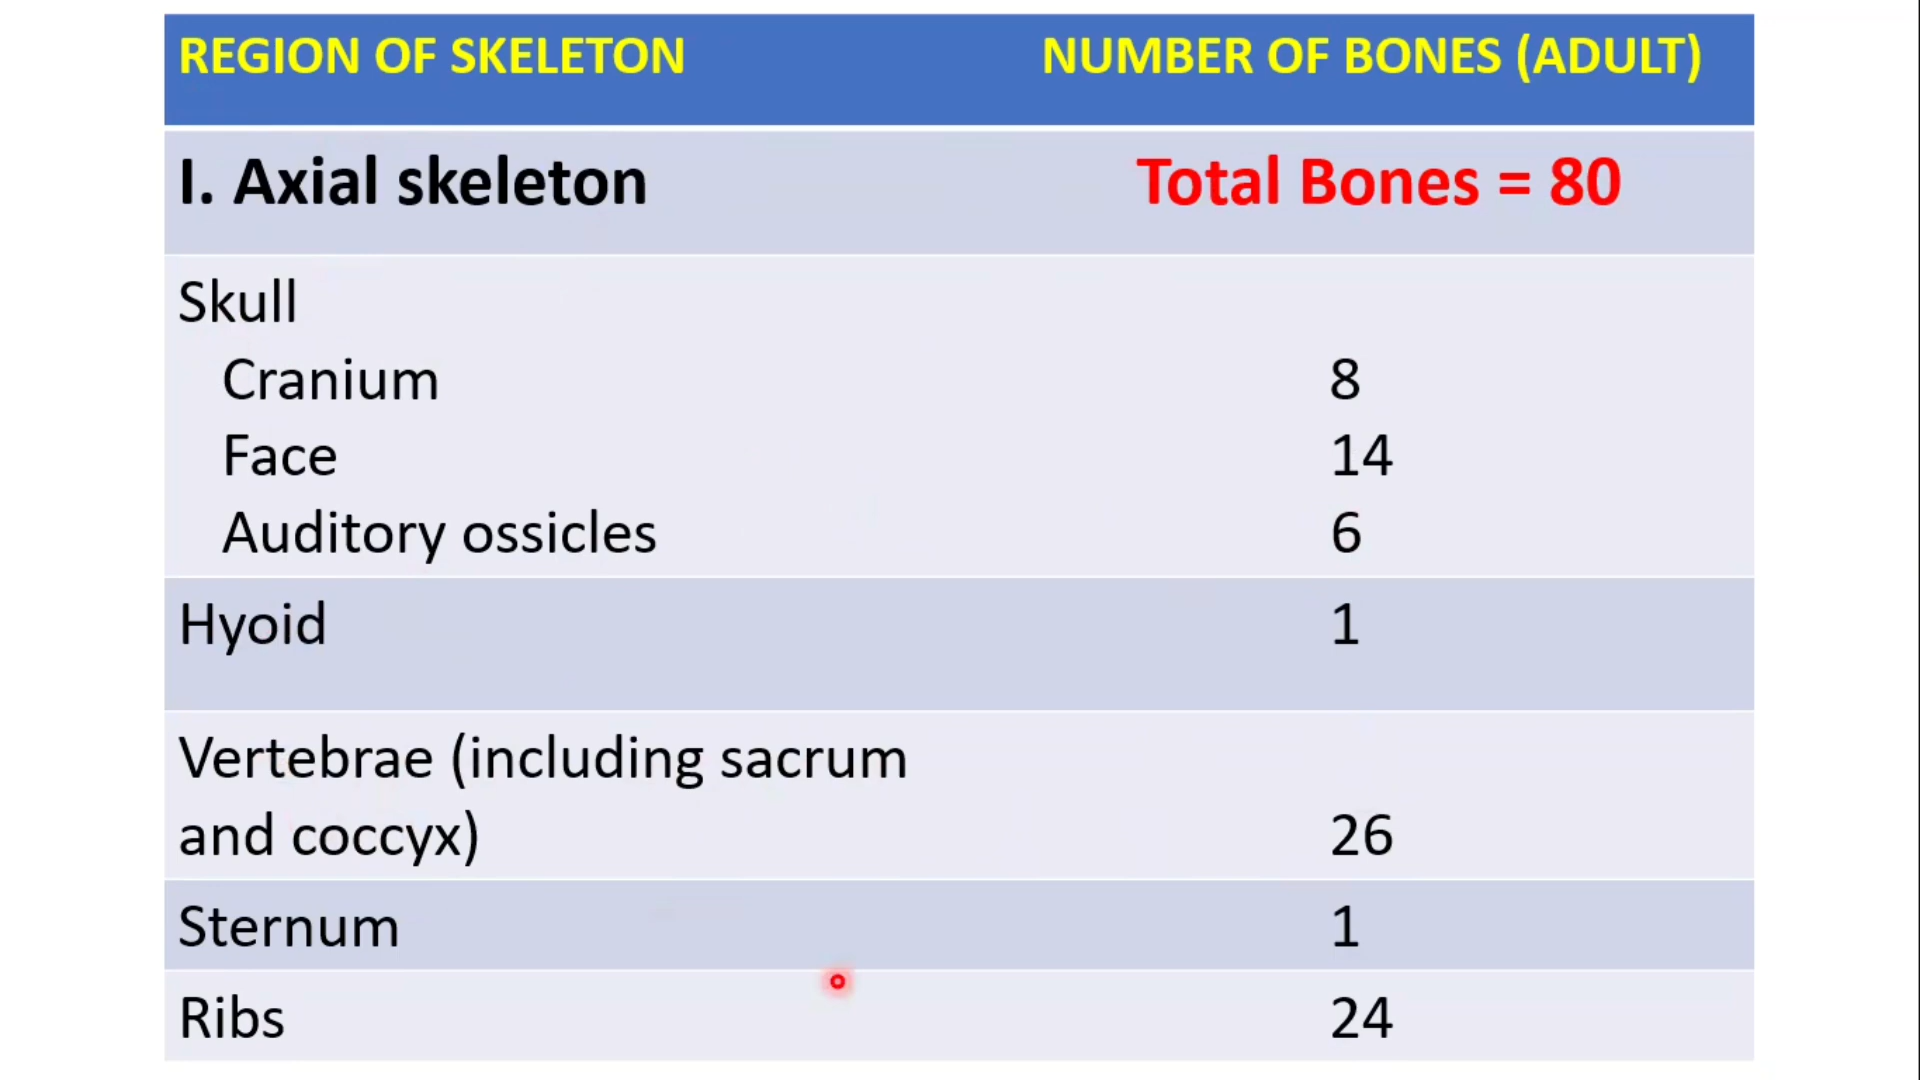 REGION OF SKELETON NUMBER OF BONES (ADULT)
I. Axial skeleton Total Bones = 80
Skull
Cranium 8
Face 14
Auditory ossicles 6
Hyoid 1
Vertebrae (including sacrum
and coccyx) 26
Sternum 1
Ribs 24